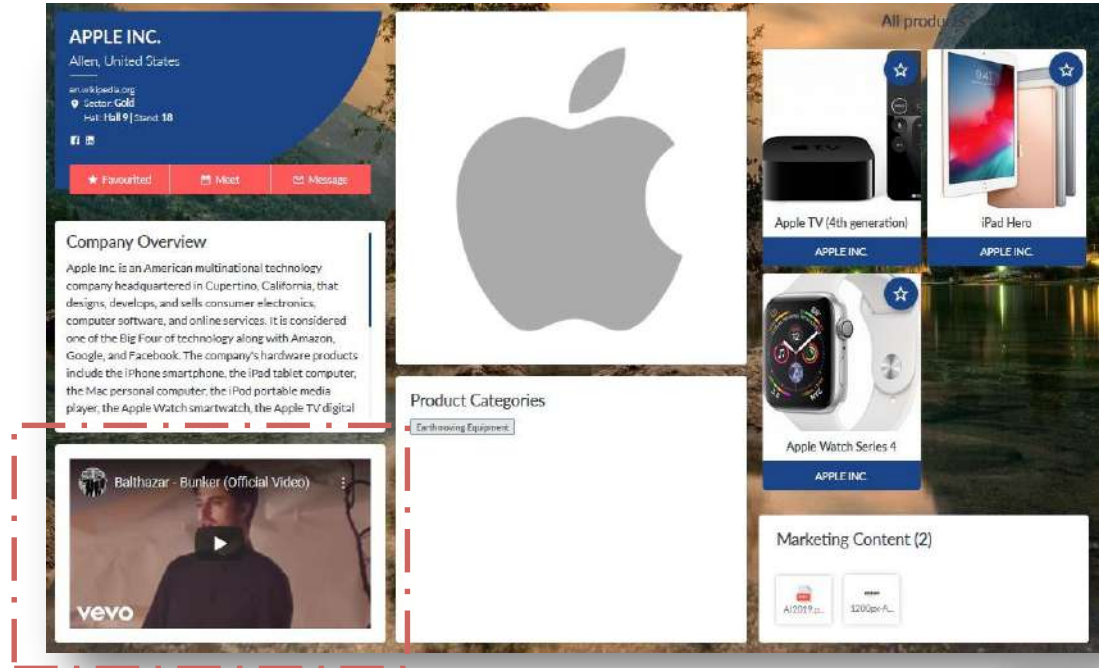 APPLE INC.
Allen, United States
en.wikipedia.org
Sector: Gold
Hall: Hall 9 | Stand: 18
Favourited
Meet
Message
Company Overview
Apple Inc. is an American multinational technology
company headquartered in Cupertino, California, that
designs, develops, and sells consumer electronics,
computer software, and online services. It is considered
one of the Big Four of technology along with Amazon,
Google, and Facebook. The company's hardware products
include the iPhone smartphone, the iPad tablet computer,
the Mac personal computer, the iPod portable media
player, the Apple Watch smartwatch, the Apple TV digital
Balthazar - Bunker (Official Video)
vevo
Product Categories
Earthmoving Equipment
All products
tv
9:41
Apple TV (4th generation)
APPLE INC.
iPad Hero
APPLE INC.
Apple Watch Series 4
APPLE INC.
Marketing Content (2)
AI2019.p...
1200px-A...